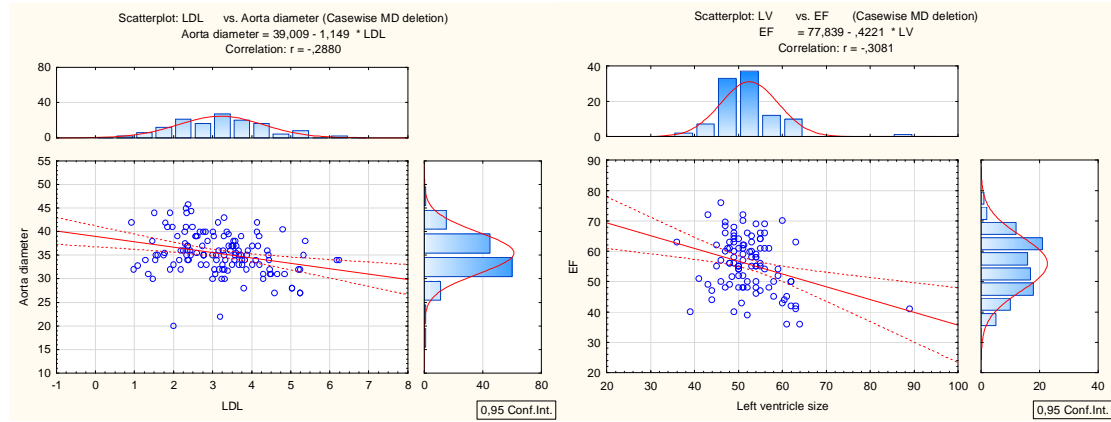 Scatterplot: LDL vs. Aorta diameter (Casewise MD deletion)
Aorta diameter = 39,009 - 1,149 * LDL
Correlation: r = -,2880
80
40
0
55
50
45
40
35
30
25
20
15
10
Aorta diameter
-1 0 1 2 3 4 5 6 7 8
LDL
0 40 80
0,95 Conf.Int.
Scatterplot: LV vs. EF (Casewise MD deletion)
EF = 77,839 - ,4221 * LV
Correlation: r = -,3081
40
20
0
90
80
70
60
50
40
30
20
EF
20 30 40 50 60 70 80 90 100
Left ventricle size
0 10 20 30 40
0,95 Conf.Int.